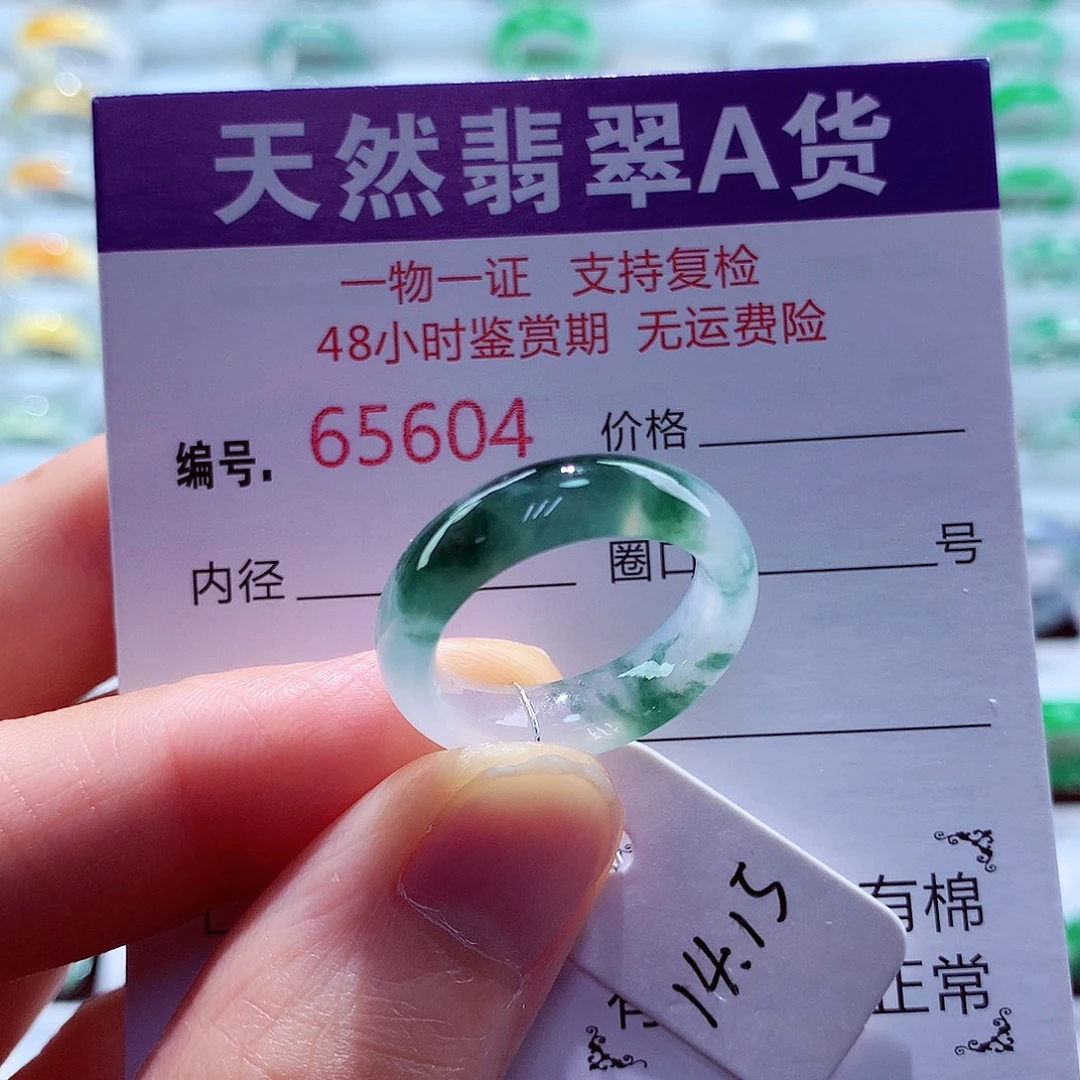 天然翡翠A货
一物一证 支持复检
48小时鉴赏期 无运费险
编号. 65604 价格
内径 圈口 号
14.15
有棉
正常